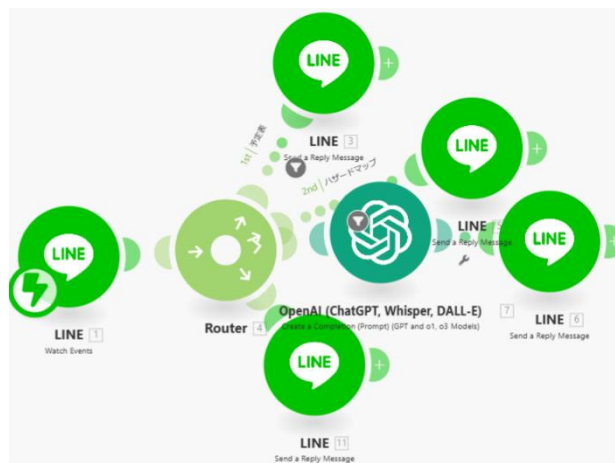 LINE
LINE 3
Send a Reply Message
1st | 予定表
2nd | ハザードマップ
LINE
LINE 5
Send a Reply Message
LINE
LINE 1
Watch Events
Router 4
OpenAI (ChatGPT, Whisper, DALL-E) 7
Create a Completion (Prompt) (GPT and o1, o3 Models)
LINE
LINE 6
Send a Reply Message
LINE
LINE 11
Send a Reply Message